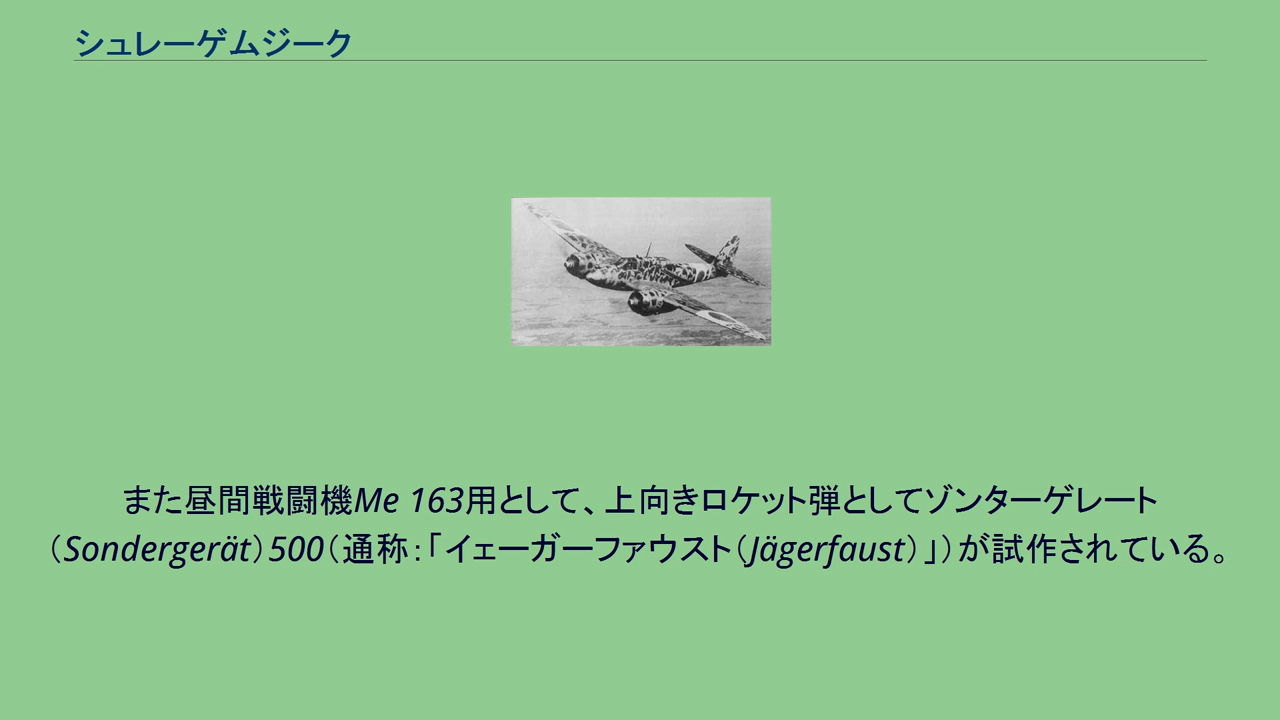 シュレーゲムジーク
また昼間戦闘機Me 163用として、上向きロケット弾としてゾンターゲレート
（Sondergerät）500（通称：「イェーガーファウスト（Jägerfaust）」）が試作されている。